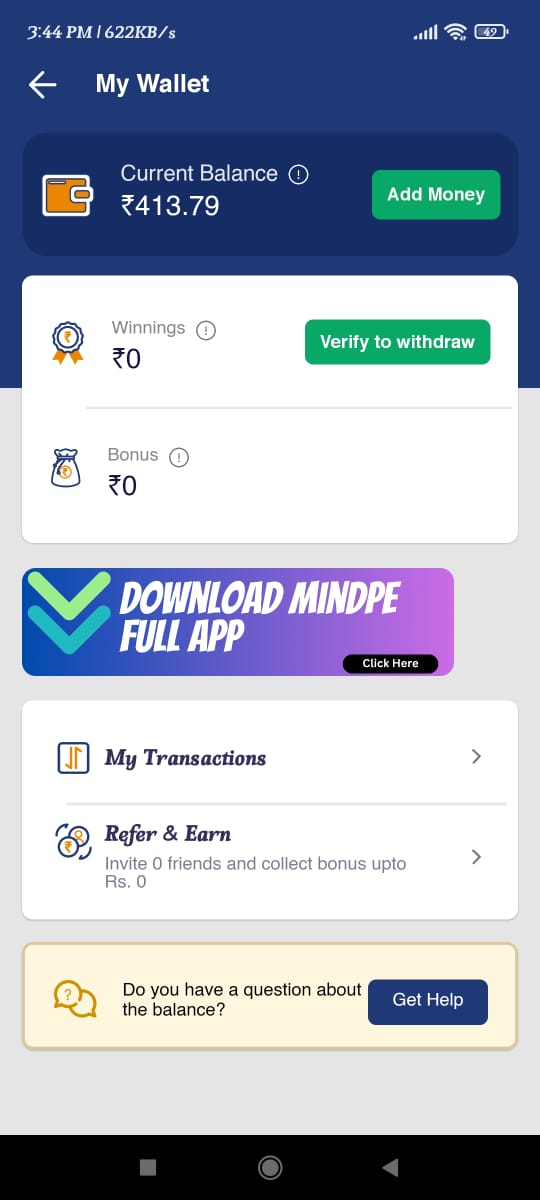 3:44 PM | 622KB/s
49
My Wallet
Current Balance
₹413.79
Add Money
Winnings
₹0
Verify to withdraw
Bonus
₹0
DOWNLOAD MINDPE
FULL APP
Click Here
My Transactions
Refer & Earn
Invite 0 friends and collect bonus upto
Rs. 0
Do you have a question about
the balance?
Get Help